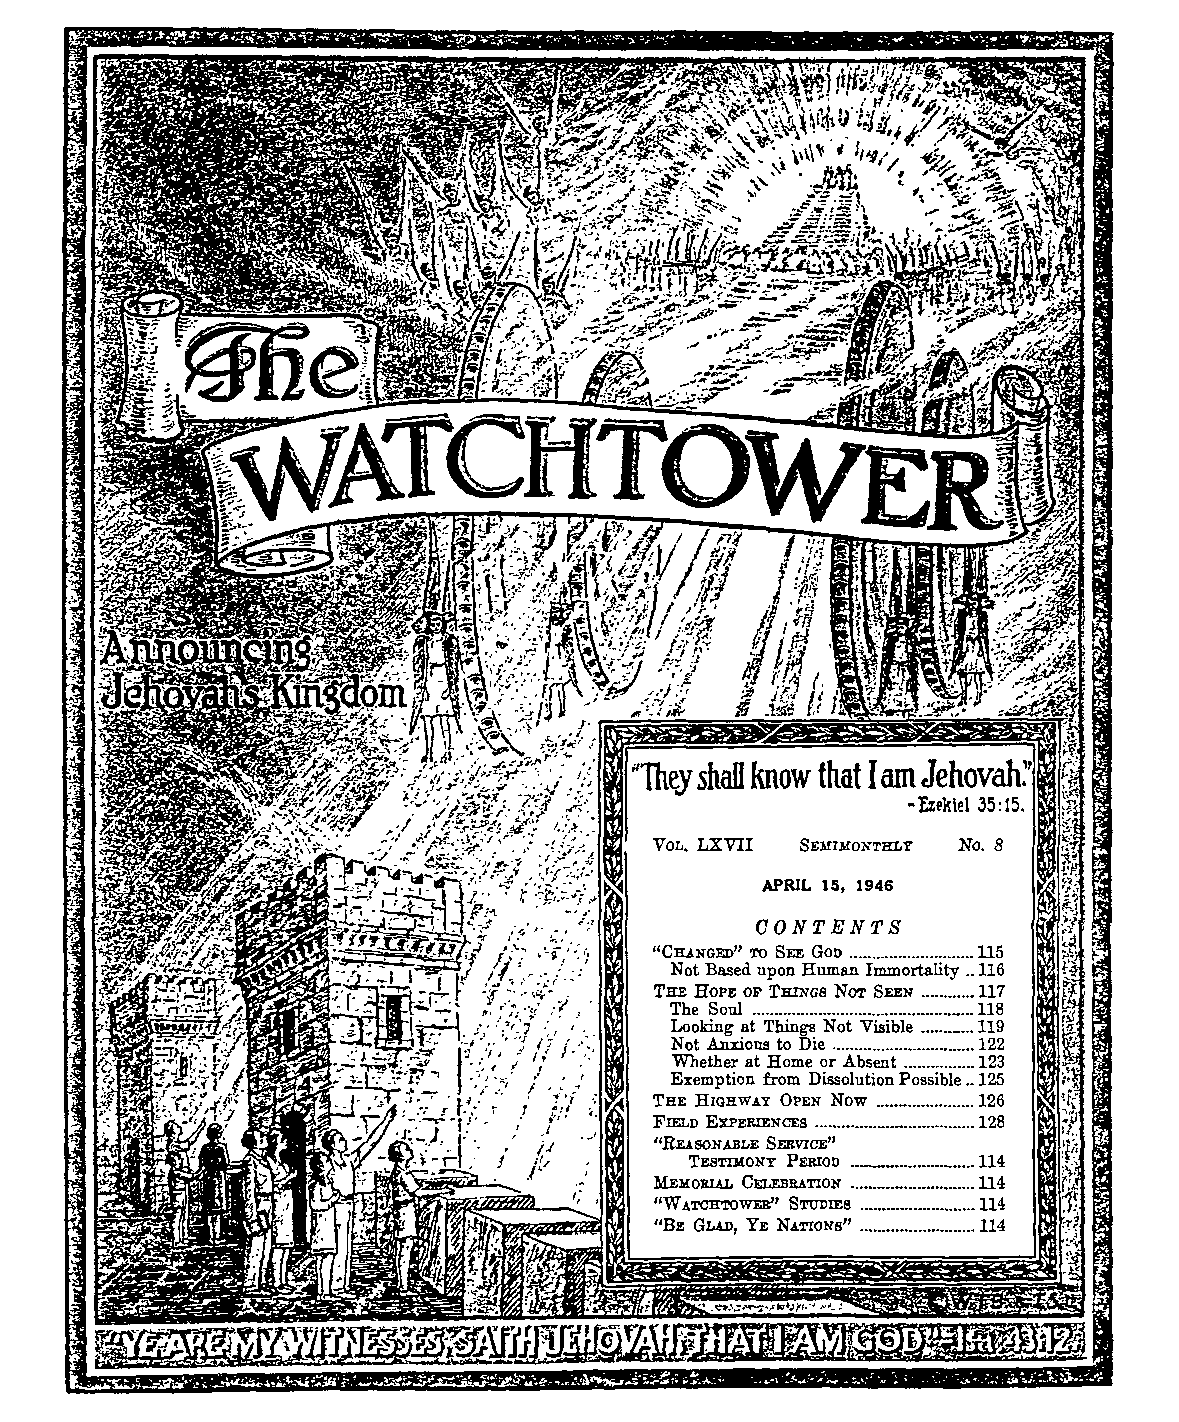 The
WATCHTOWER
Announcing
Jehovah's Kingdom
"They shall know that I am Jehovah."
-Ezekiel 35:15.
VOL. LXVII SEMIMONTHLY No. 8
APRIL 15, 1946
CONTENTS
"CHANGED" TO SEE GOD ........................ 115
Not Based upon Human Immortality .. 116
THE HOPE OF THINGS NOT SEEN ........... 117
The Soul ................................................ 118
Looking at Things Not Visible ........... 119
Not Anxious to Die ............................ 122
Whether at Home or Absent .............. 123
Exemption from Dissolution Possible .. 125
THE HIGHWAY OPEN NOW ................... 126
FIELD EXPERIENCES ................................ 128
"REASONABLE SERVICE"
TESTIMONY PERIOD ........................ 114
MEMORIAL CELEBRATION ........................ 114
"WATCHTOWER" STUDIES ....................... 114
"BE GLAD, YE NATIONS" ....................... 114
"YE ARE MY WITNESSES, SAITH JEHOVAH, THAT I AM GOD."-Isa. 43:12.